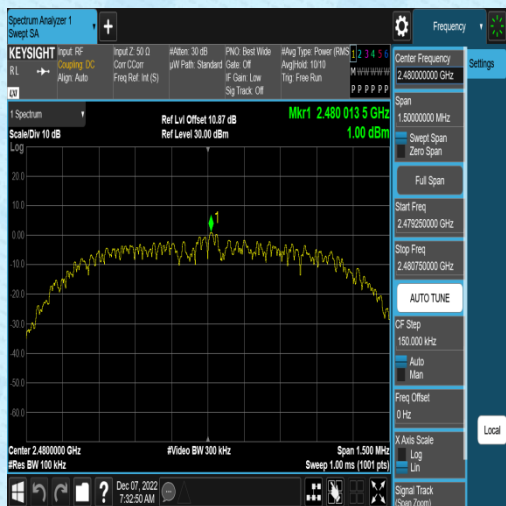 Spectrum Analyzer 1
Swept SA
+
Frequency
KEYSIGHT
RL
Input: RF
Coupling: DC
Align: Auto
Input Z: 50 Ω
Corr CCorr
Freq Ref: Int (S)
#Atten: 30 dB
µW Path: Standard
PNO: Best Wide
Gate: Off
IF Gain: Low
Sig Track: Off
#Avg Type: Power (RMS)
Avg|Hold: 10/10
Trig: Free Run
1 2 3 4 5 6
M W W W W W
P P P P P P
Settings
1 Spectrum
Scale/Div 10 dB
Log
Ref Lvl Offset 10.87 dB
Ref Level 30.00 dBm
Mkr1 2.480 013 5 GHz
1.00 dBm
20.0
10.0
0.00
-10.0
-20.0
-30.0
-40.0
-50.0
-60.0
1
Center 2.4800000 GHz
#Res BW 100 kHz
#Video BW 300 kHz
Span 1.500 MHz
Sweep 1.00 ms (1001 pts)
Dec 07, 2022
7:32:50 AM
Center Frequency
2.480000000 GHz
Span
1.50000000 MHz
Swept Span
Zero Span
Full Span
Start Freq
2.479250000 GHz
Stop Freq
2.480750000 GHz
AUTO TUNE
CF Step
150.000 kHz
Auto
Man
Freq Offset
0 Hz
X Axis Scale
Log
Lin
Signal Track
(Span Zoom)
Local